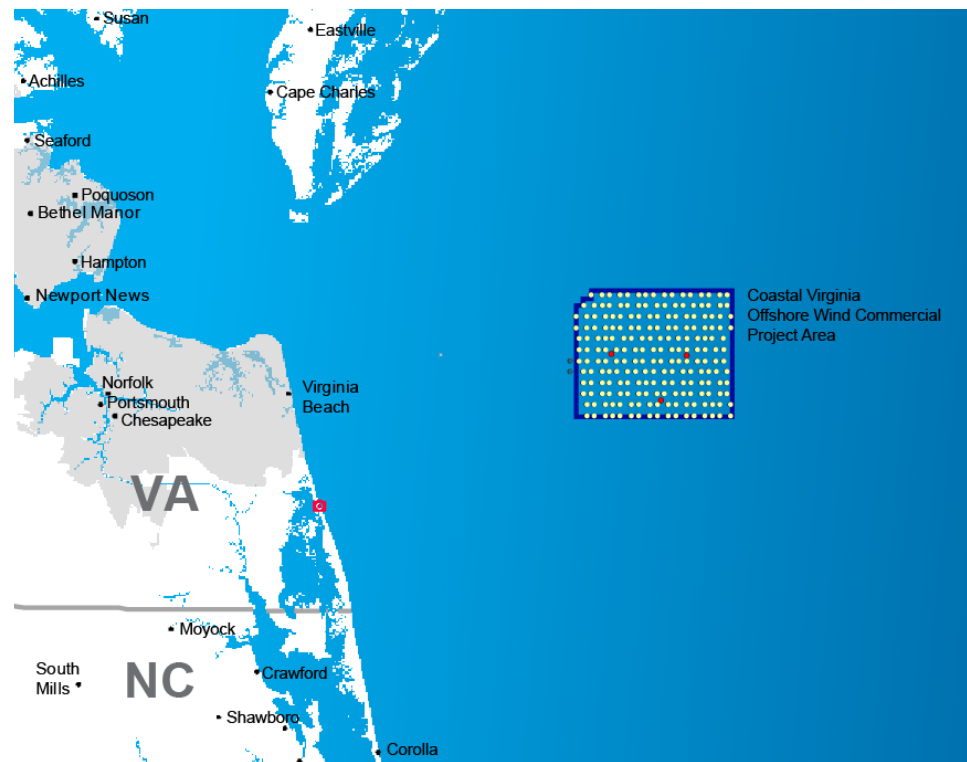 Susan
Eastville
Achilles
Cape Charles
Seaford
Poquoson
Bethel Manor
Hampton
Newport News
Coastal Virginia
Offshore Wind Commercial
Project Area
Norfolk
Virginia
Beach
Portsmouth
Chesapeake
VA
Moyock
South
Mills
NC
Crawford
Shawboro
Corolla